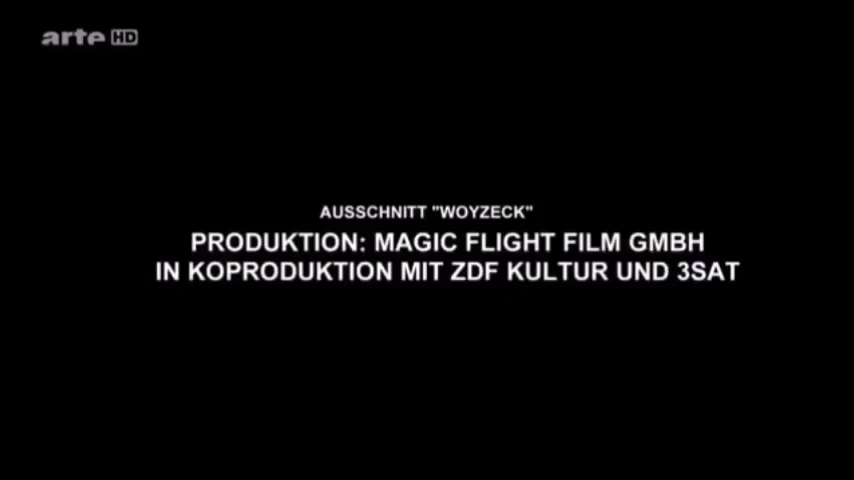 arte HD
AUSSCHNITT "WOYZECK"
PRODUKTION: MAGIC FLIGHT FILM GMBH
IN KOPRODUKTION MIT ZDF KULTUR UND 3SAT